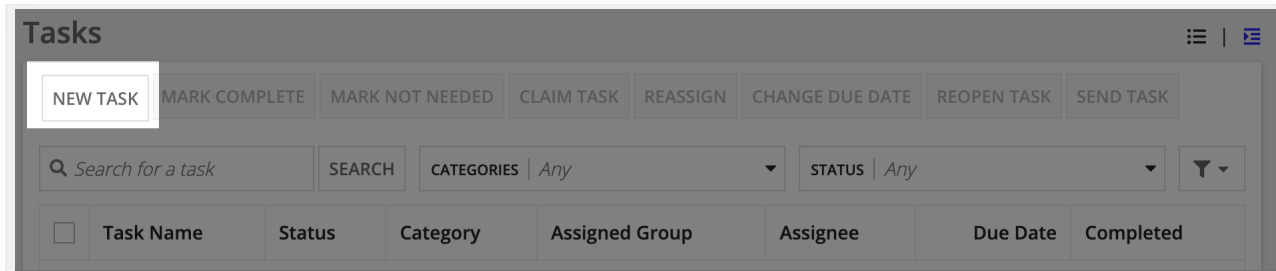 Tasks
|
NEW TASK MARK COMPLETE MARK NOT NEEDED CLAIM TASK REASSIGN CHANGE DUE DATE REOPEN TASK SEND TASK
Search for a task SEARCH CATEGORIES | Any STATUS | Any
Task Name Status Category Assigned Group Assignee Due Date Completed